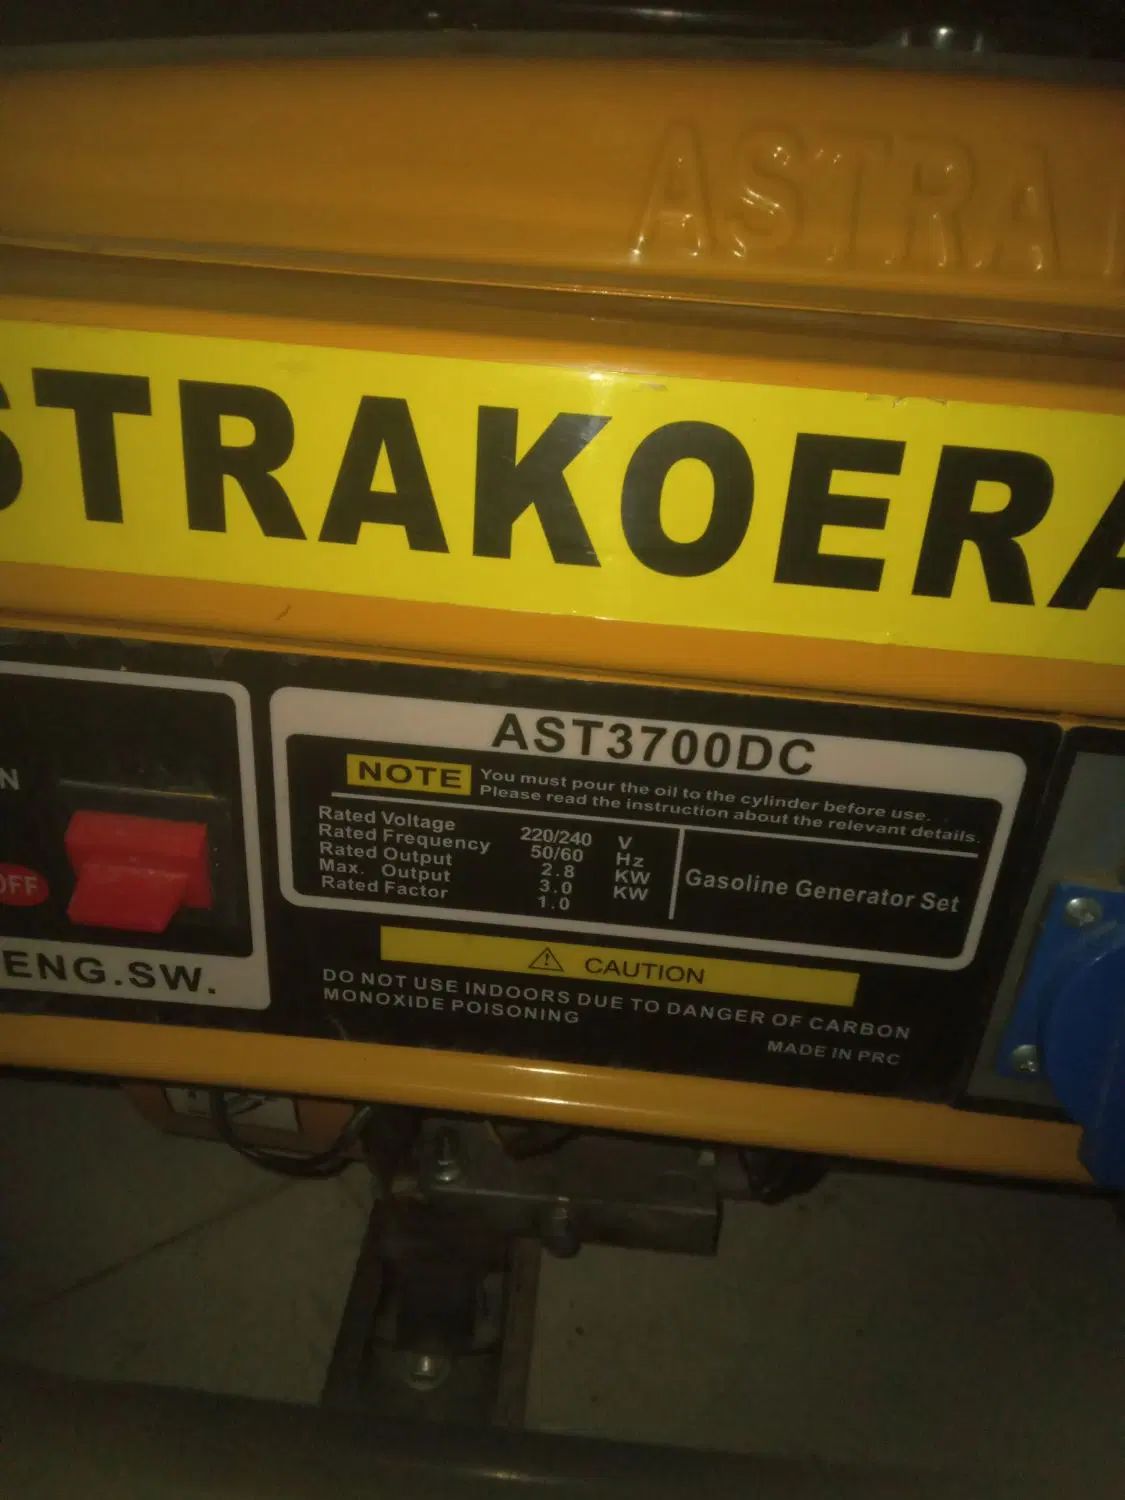 ASTRA
STRAKOERA
AST3700DC
NOTE You must pour the oil to the cylinder before use.
Please read the instruction about the relevant details.
Rated Voltage 220/240 V
Rated Frequency 50/60 Hz
Rated Output 2.8 KW
Max. Output 3.0 KW
Rated Factor 1.0
Gasoline Generator Set
N
OFF
ENG.SW.
CAUTION
DO NOT USE INDOORS DUE TO DANGER OF CARBON
MONOXIDE POISONING
MADE IN PRC